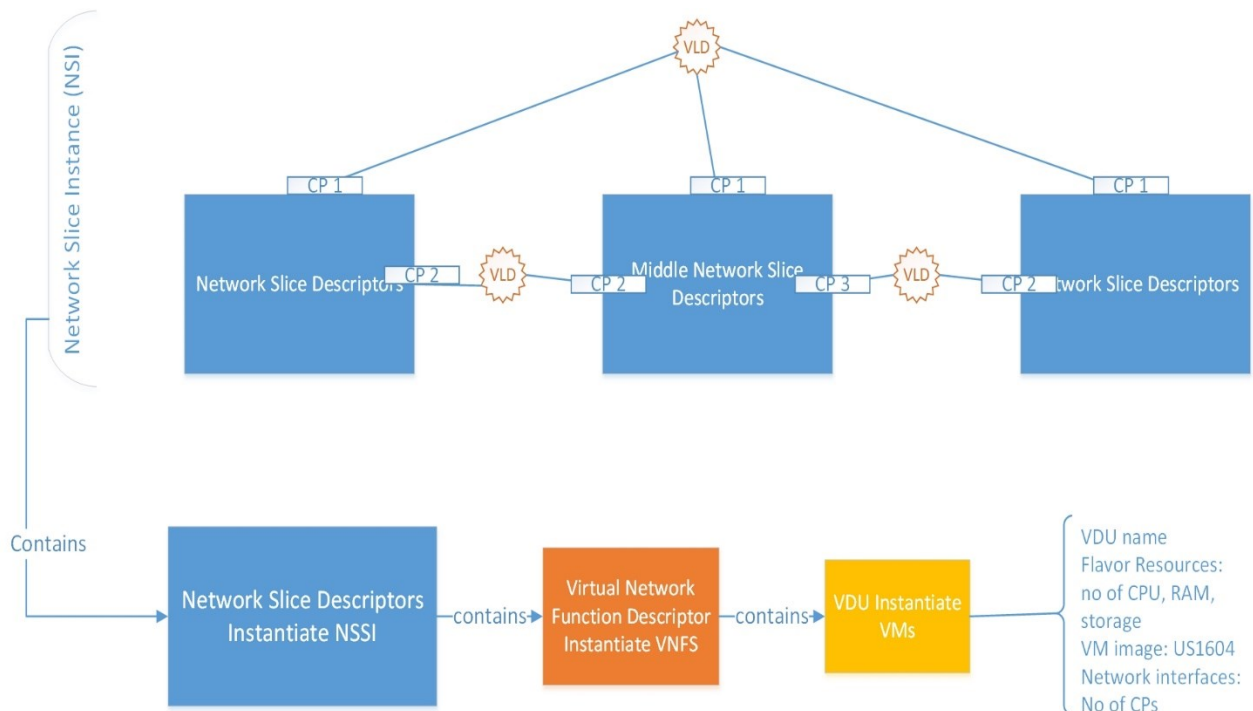 Network Slice Instance (NSI)
VLD
CP 1
CP 1
CP 1
Network Slice Descriptors
CP 2
VLD
CP 2
Middle Network Slice
Descriptors
CP 3
VLD
CP 2
twork Slice Descriptors
Contains
Network Slice Descriptors
Instantiate NSSI
contains
Virtual Network
Function Descriptor
Instantiate VNFS
contains
VDU Instantiate
VMs
VDU name
Flavor Resources:
no of CPU, RAM,
storage
VM image: US1604
Network interfaces:
No of CPs